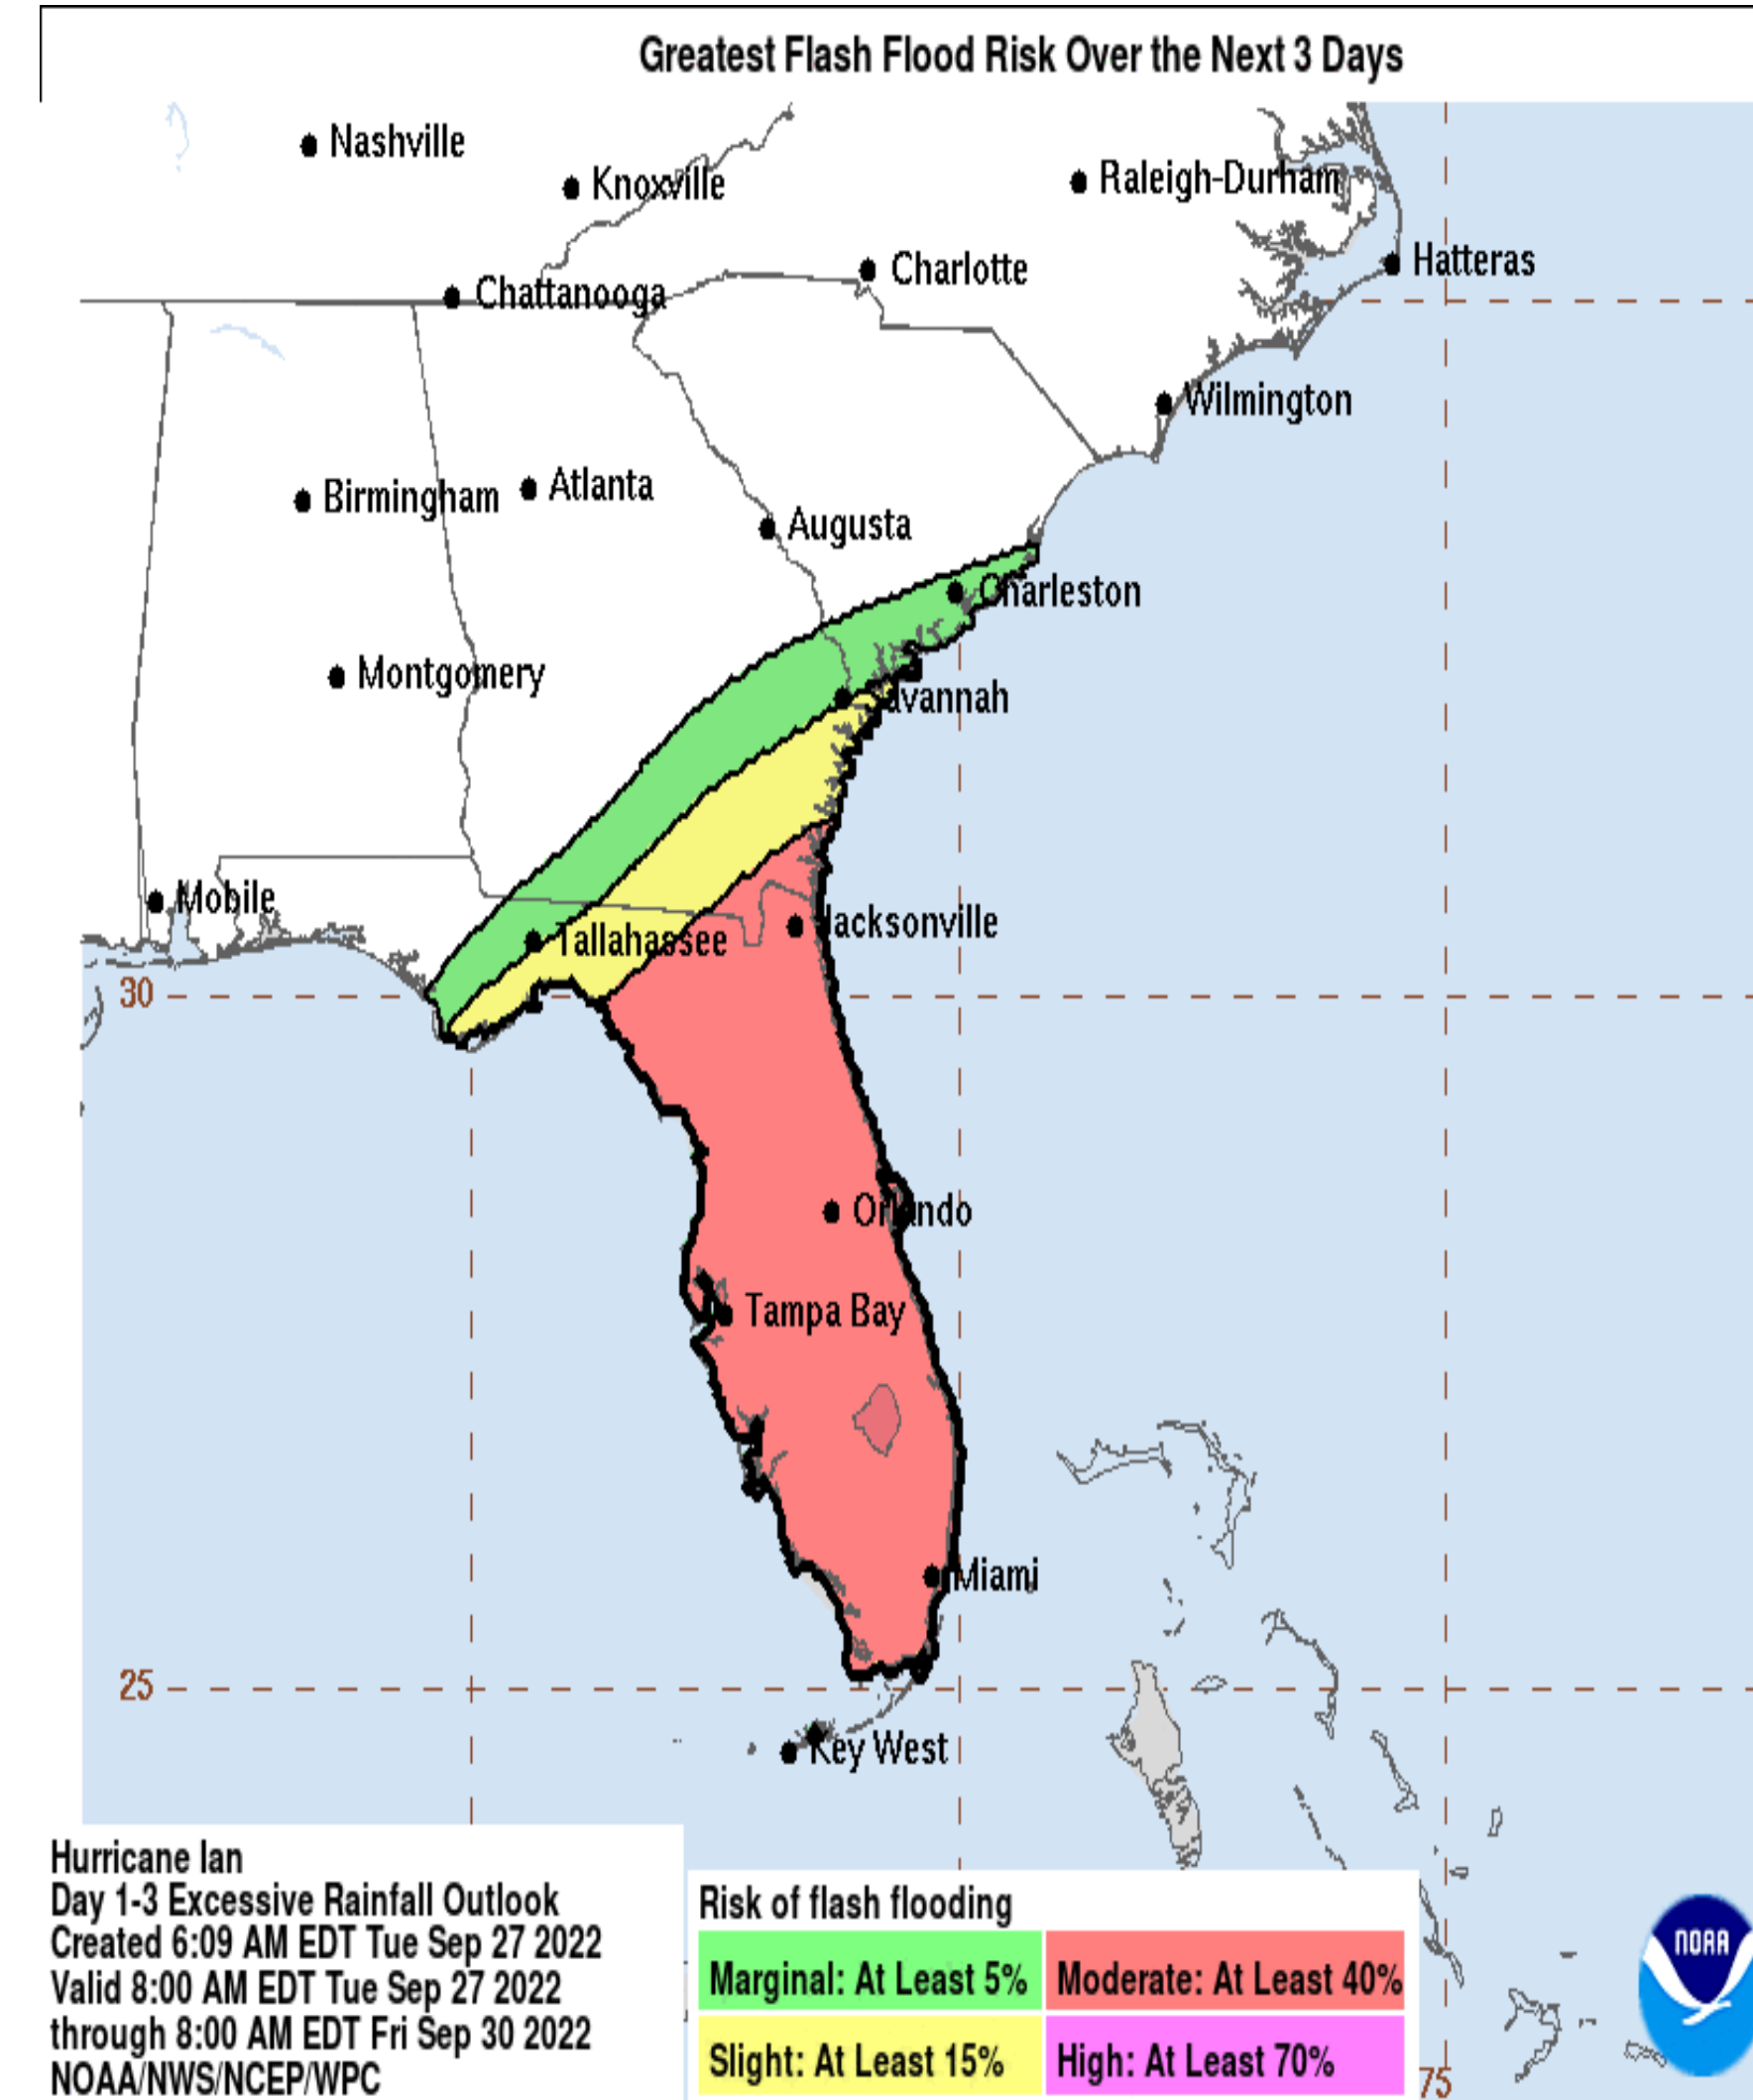 Greatest Flash Flood Risk Over the Next 3 Days
Nashville
Knoxville
Raleigh-Durham
Hatteras
Charlotte
Chattanooga
Wilmington
Birmingham
Atlanta
Augusta
Charleston
Montgomery
Savannah
Mobile
Tallahassee
Jacksonville
30
Orlando
Tampa Bay
Miami
25
Key West
Hurricane Ian
Day 1-3 Excessive Rainfall Outlook
Created 6:09 AM EDT Tue Sep 27 2022
Valid 8:00 AM EDT Tue Sep 27 2022
through 8:00 AM EDT Fri Sep 30 2022
NOAA/NWS/NCEP/WPC
Risk of flash flooding
Marginal: At Least 5%
Moderate: At Least 40%
Slight: At Least 15%
High: At Least 70%
75
NOAA